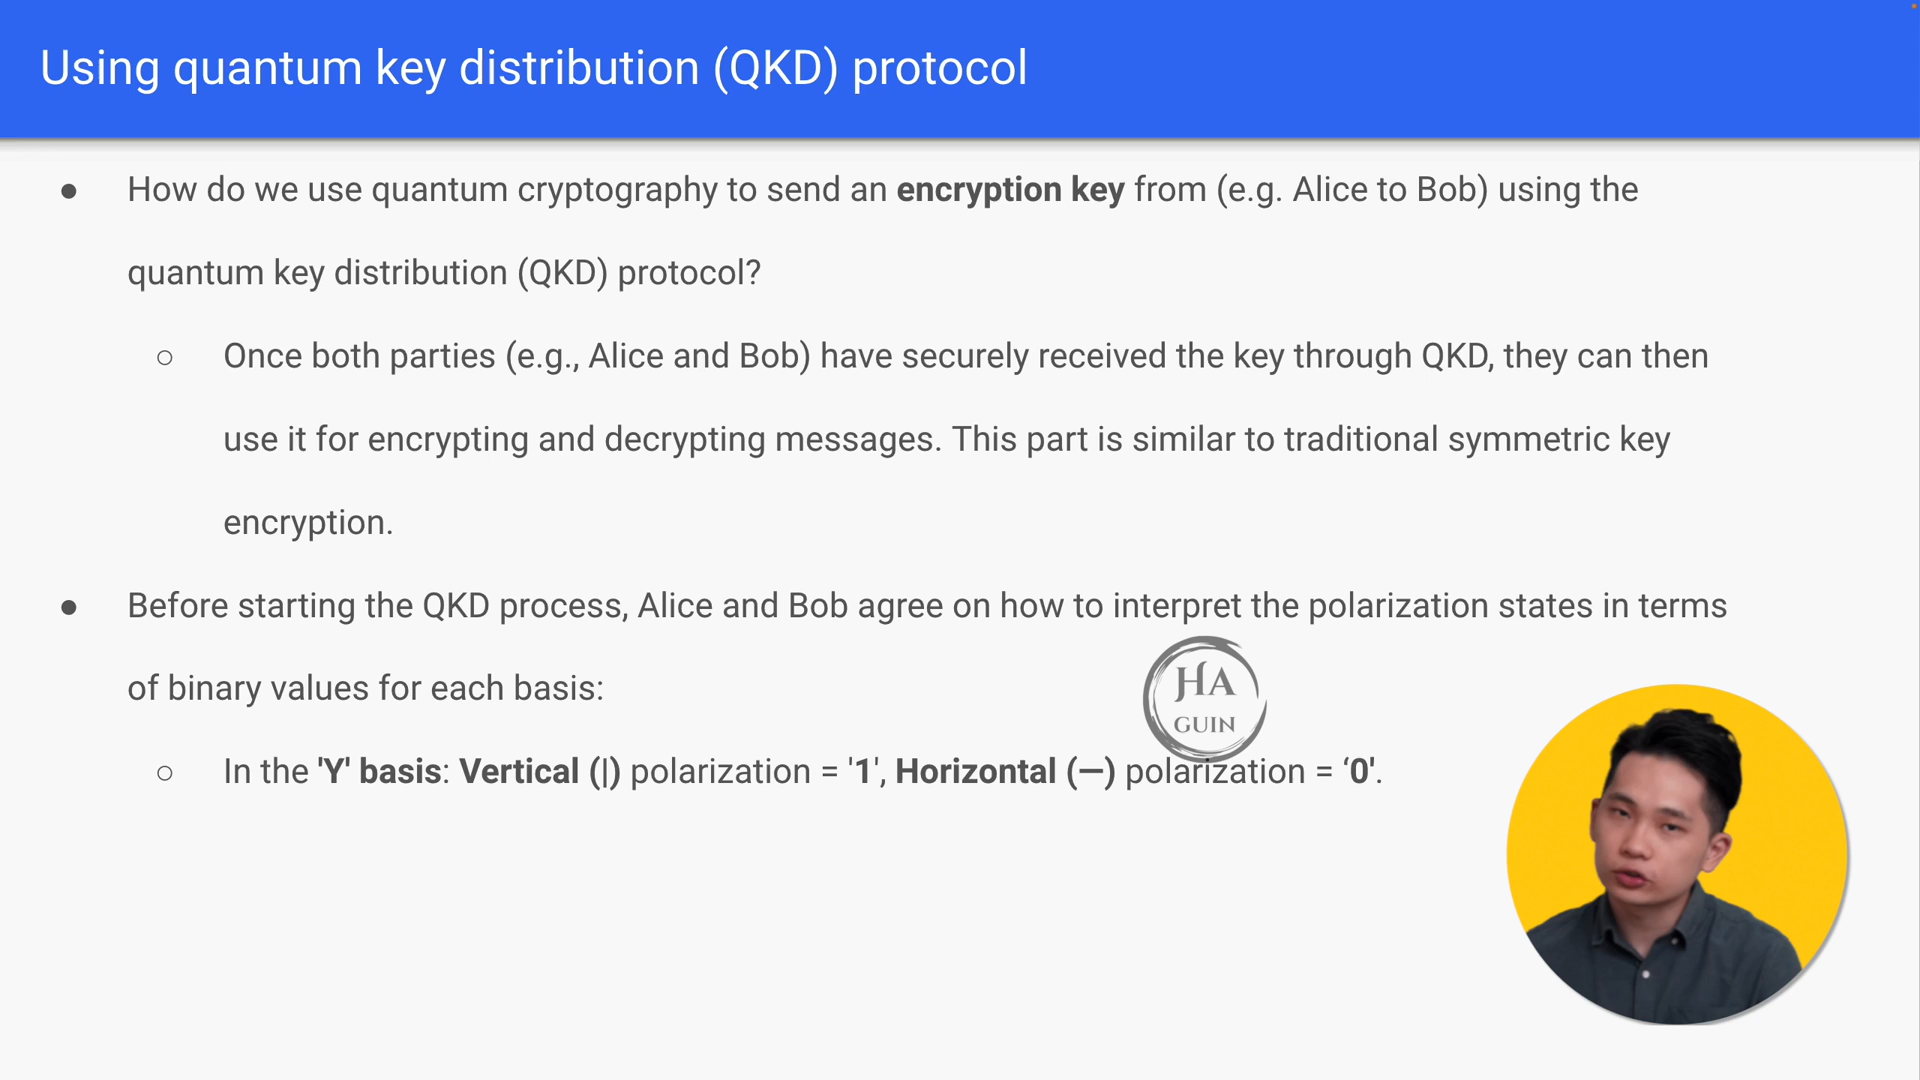 Using quantum key distribution (QKD) protocol
● How do we use quantum cryptography to send an encryption key from (e.g. Alice to Bob) using the
quantum key distribution (QKD) protocol?
○ Once both parties (e.g., Alice and Bob) have securely received the key through QKD, they can then
use it for encrypting and decrypting messages. This part is similar to traditional symmetric key
encryption.
● Before starting the QKD process, Alice and Bob agree on how to interpret the polarization states in terms
of binary values for each basis:
HA
GUIN
○ In the 'Y' basis: Vertical (|) polarization = '1', Horizontal (—) polarization = ‘0'.